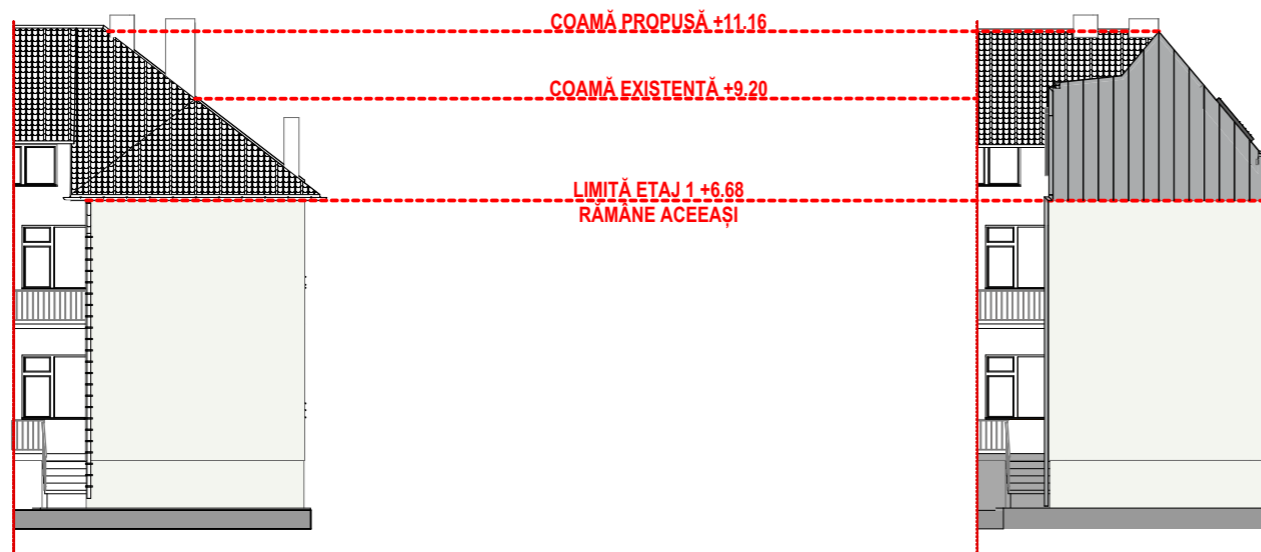 COAMĂ PROPUSĂ +11.16
COAMĂ EXISTENTĂ +9.20
LIMITĂ ETAJ 1 +6.68
RĂMÂNE ACEEAȘI